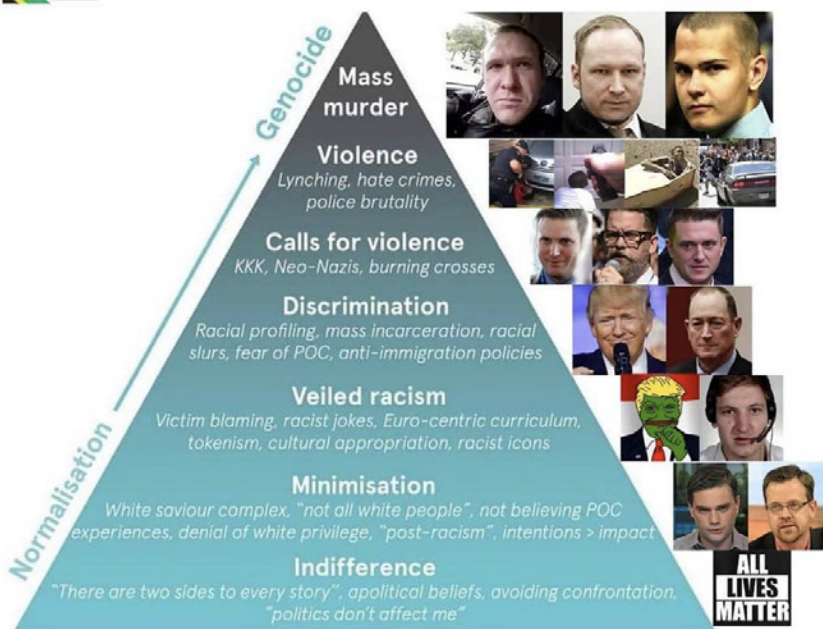 Genocide
Normalisation
Mass
murder
Violence
Lynching, hate crimes,
police brutality
Calls for violence
KKK, Neo-Nazis, burning crosses
Discrimination
Racial profiling, mass incarceration, racial
slurs, fear of POC, anti-immigration policies
Veiled racism
Victim blaming, racist jokes, Euro-centric curriculum,
tokenism, cultural appropriation, racist icons
Minimisation
White saviour complex, “not all white people”, not believing POC
experiences, denial of white privilege, “post-racism”, intentions > impact
Indifference
“There are two sides to every story”, apolitical beliefs, avoiding confrontation,
“politics don’t affect me”
ALL
LIVES
MATTER